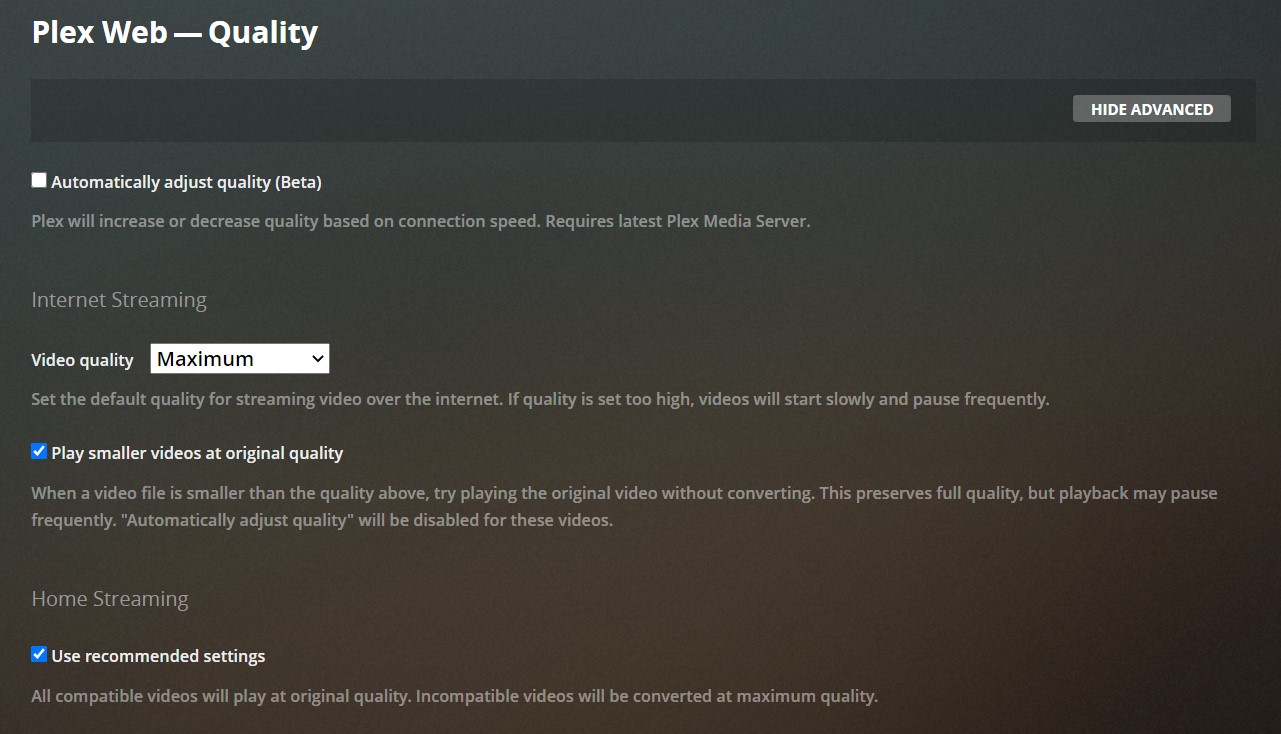 Plex Web — Quality
HIDE ADVANCED
Automatically adjust quality (Beta)
Plex will increase or decrease quality based on connection speed. Requires latest Plex Media Server.
Internet Streaming
Video quality Maximum
Set the default quality for streaming video over the internet. If quality is set too high, videos will start slowly and pause frequently.
Play smaller videos at original quality
When a video file is smaller than the quality above, try playing the original video without converting. This preserves full quality, but playback may pause
frequently. "Automatically adjust quality" will be disabled for these videos.
Home Streaming
Use recommended settings
All compatible videos will play at original quality. Incompatible videos will be converted at maximum quality.